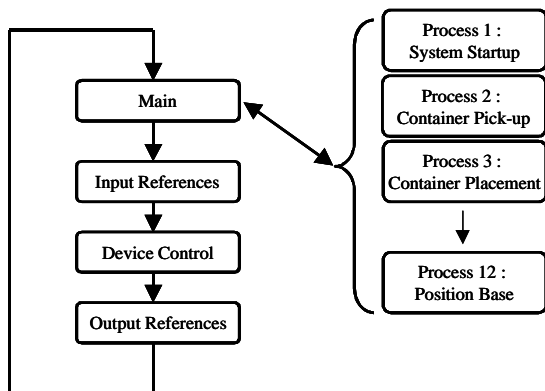 Main
Input References
Device Control
Output References
Process 1 :
System Startup
Process 2 :
Container Pick-up
Process 3 :
Container Placement
Process 12 :
Position Base